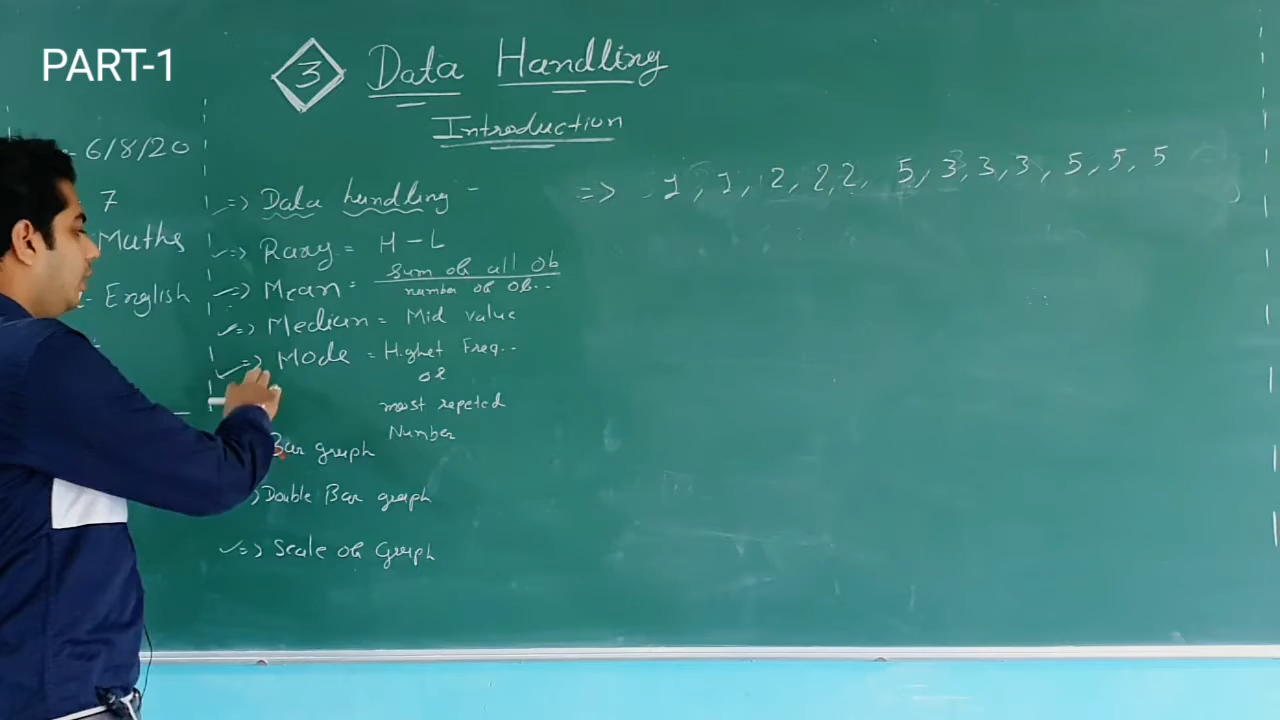 PART-1
3 Data Handling
Introduction
6/8/20
7
Maths
English
=> Data handling -
=> 1, 1, 2, 2, 2, 5, 3, 3, 3, 5, 5, 5
=> Rang = H - L
=> Mean = Sum of all Ob
number of ob..
=> Median = Mid value
=> Mode = Highet Freq..
or
most repeted
Number
Bar graph
Double Bar graph
=> Scale of Graph